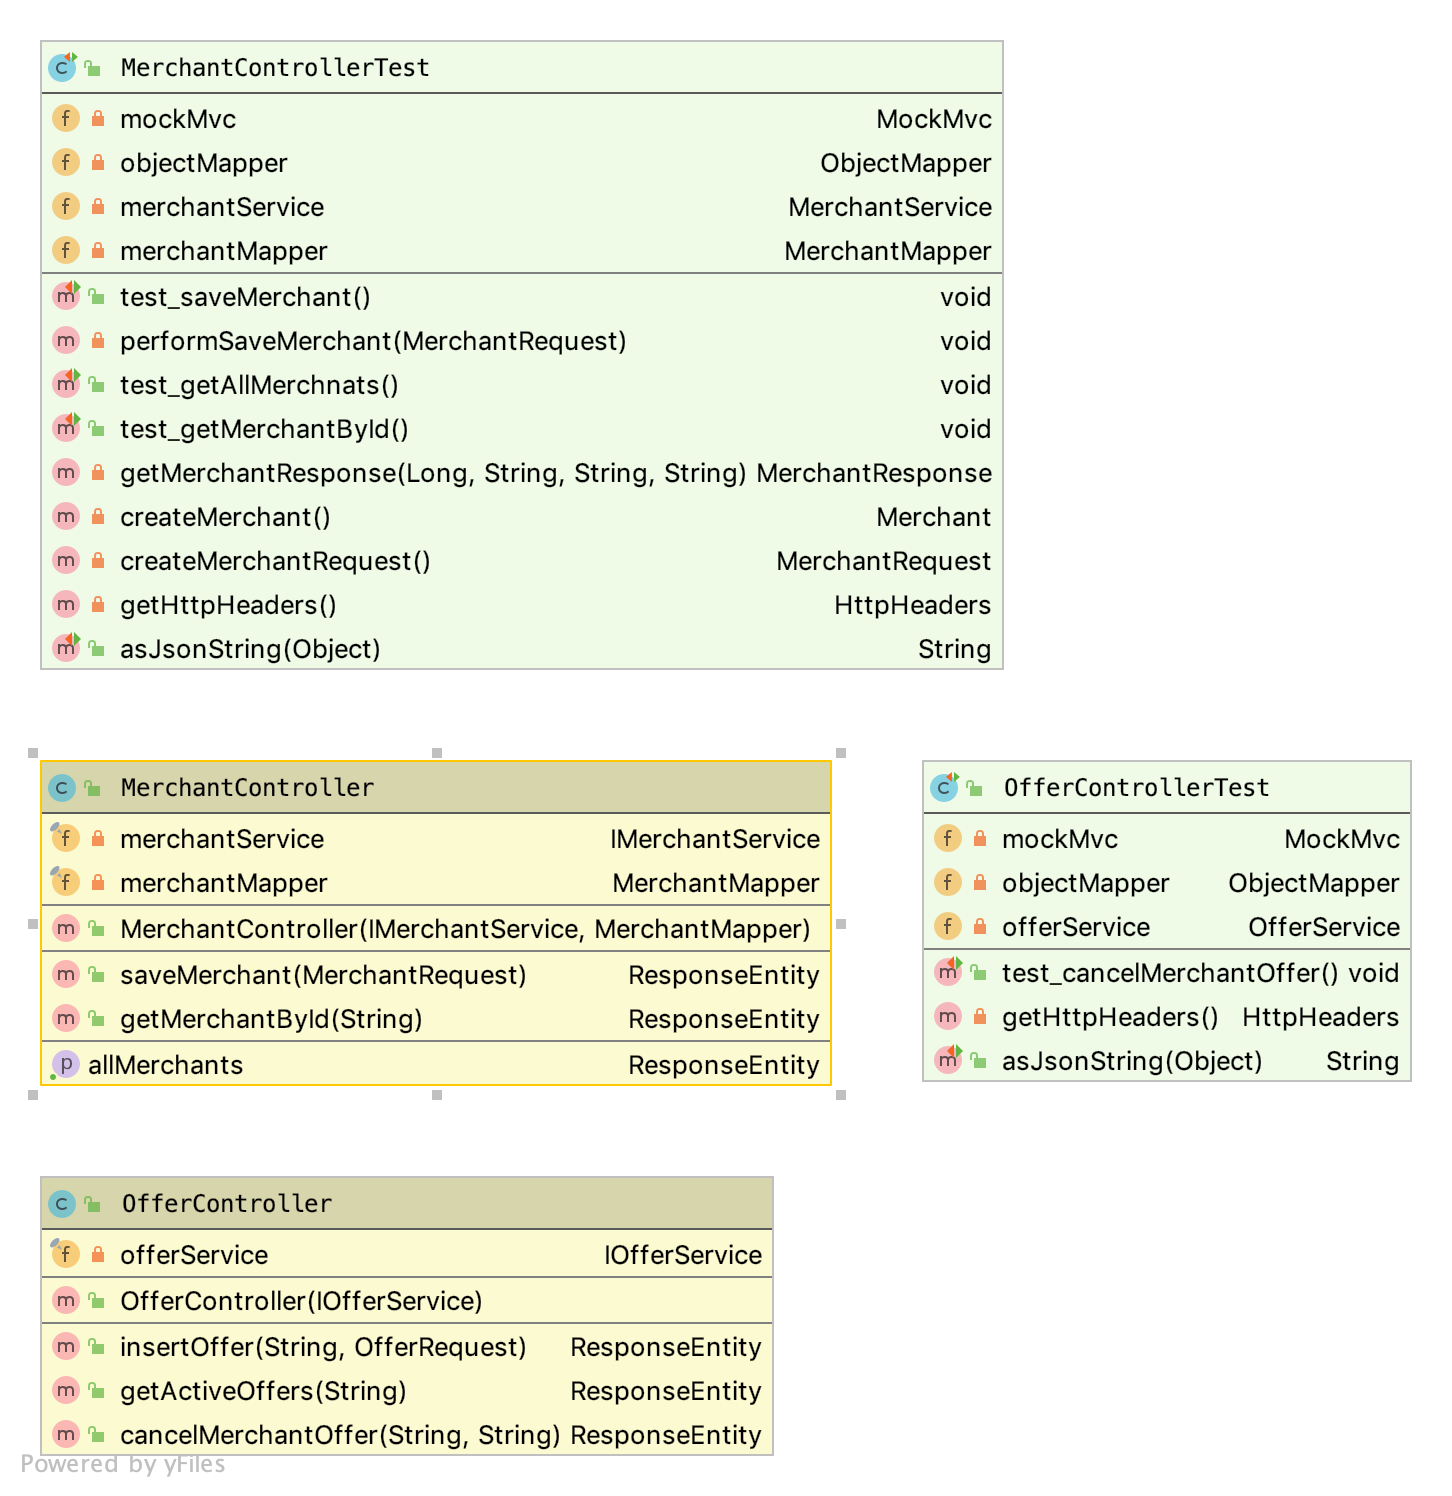 MerchantControllerTest
mockMvc MockMvc
objectMapper ObjectMapper
merchantService MerchantService
merchantMapper MerchantMapper
test_saveMerchant() void
performSaveMerchant(MerchantRequest) void
test_getAllMerchnats() void
test_getMerchantById() void
getMerchantResponse(Long, String, String, String) MerchantResponse
createMerchant() Merchant
createMerchantRequest() MerchantRequest
getHttpHeaders() HttpHeaders
asJsonString(Object) String
MerchantController
merchantService IMerchantService
merchantMapper MerchantMapper
MerchantController(IMerchantService, MerchantMapper)
saveMerchant(MerchantRequest) ResponseEntity
getMerchantById(String) ResponseEntity
allMerchants ResponseEntity
OfferControllerTest
mockMvc MockMvc
objectMapper ObjectMapper
offerService OfferService
test_cancelMerchantOffer() void
getHttpHeaders() HttpHeaders
asJsonString(Object) String
OfferController
offerService IOfferService
OfferController(IOfferService)
insertOffer(String, OfferRequest) ResponseEntity
getActiveOffers(String) ResponseEntity
cancelMerchantOffer(String, String) ResponseEntity
Powered by yFiles